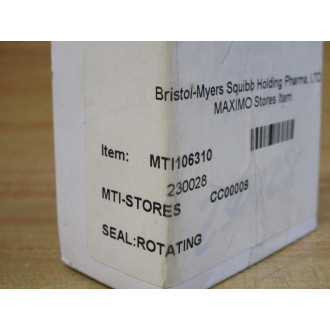 Bristol-Myers Squibb Holding Pharma, LTD
MAXIMO Stores Item
Item: MTI106310
230028
MTI-STORES CC00009
SEAL:ROTATING